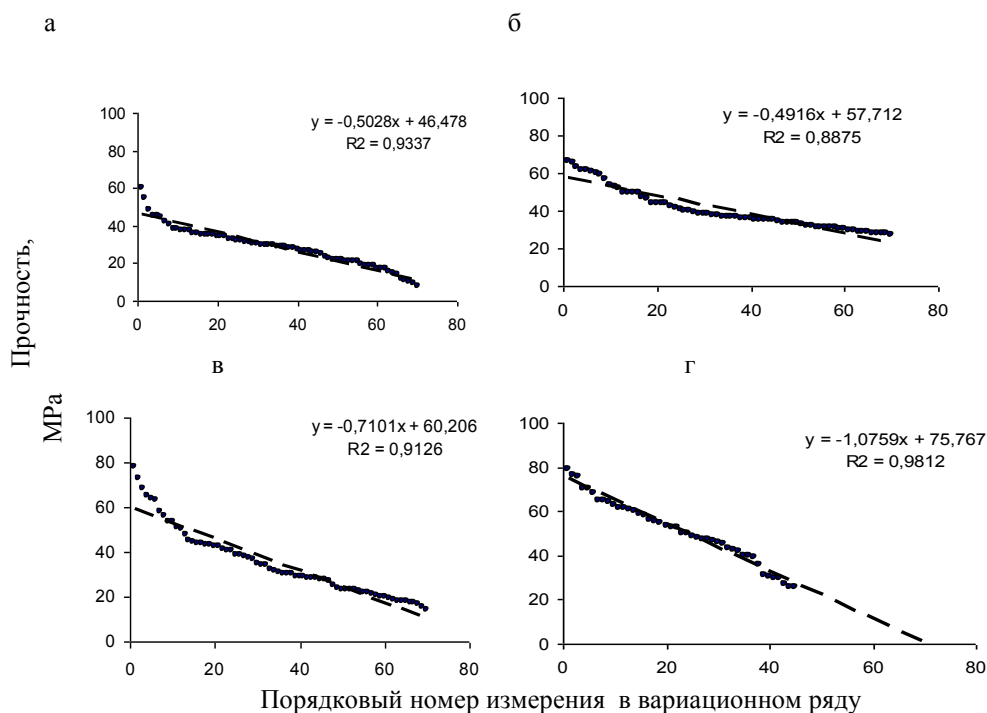 а
б
100
80
60
40
20
0
0 20 40 60 80
y = -0,5028x + 46,478
R2 = 0,9337
100
80
60
40
20
0
0 20 40 60 80
y = -0,4916x + 57,712
R2 = 0,8875
Прочность,
МРа
в
г
100
80
60
40
20
0
0 20 40 60 80
y = -0,7101x + 60,206
R2 = 0,9126
100
80
60
40
20
0
0 20 40 60 80
y = -1,0759x + 75,767
R2 = 0,9812
Порядковый номер измерения в вариационном ряду